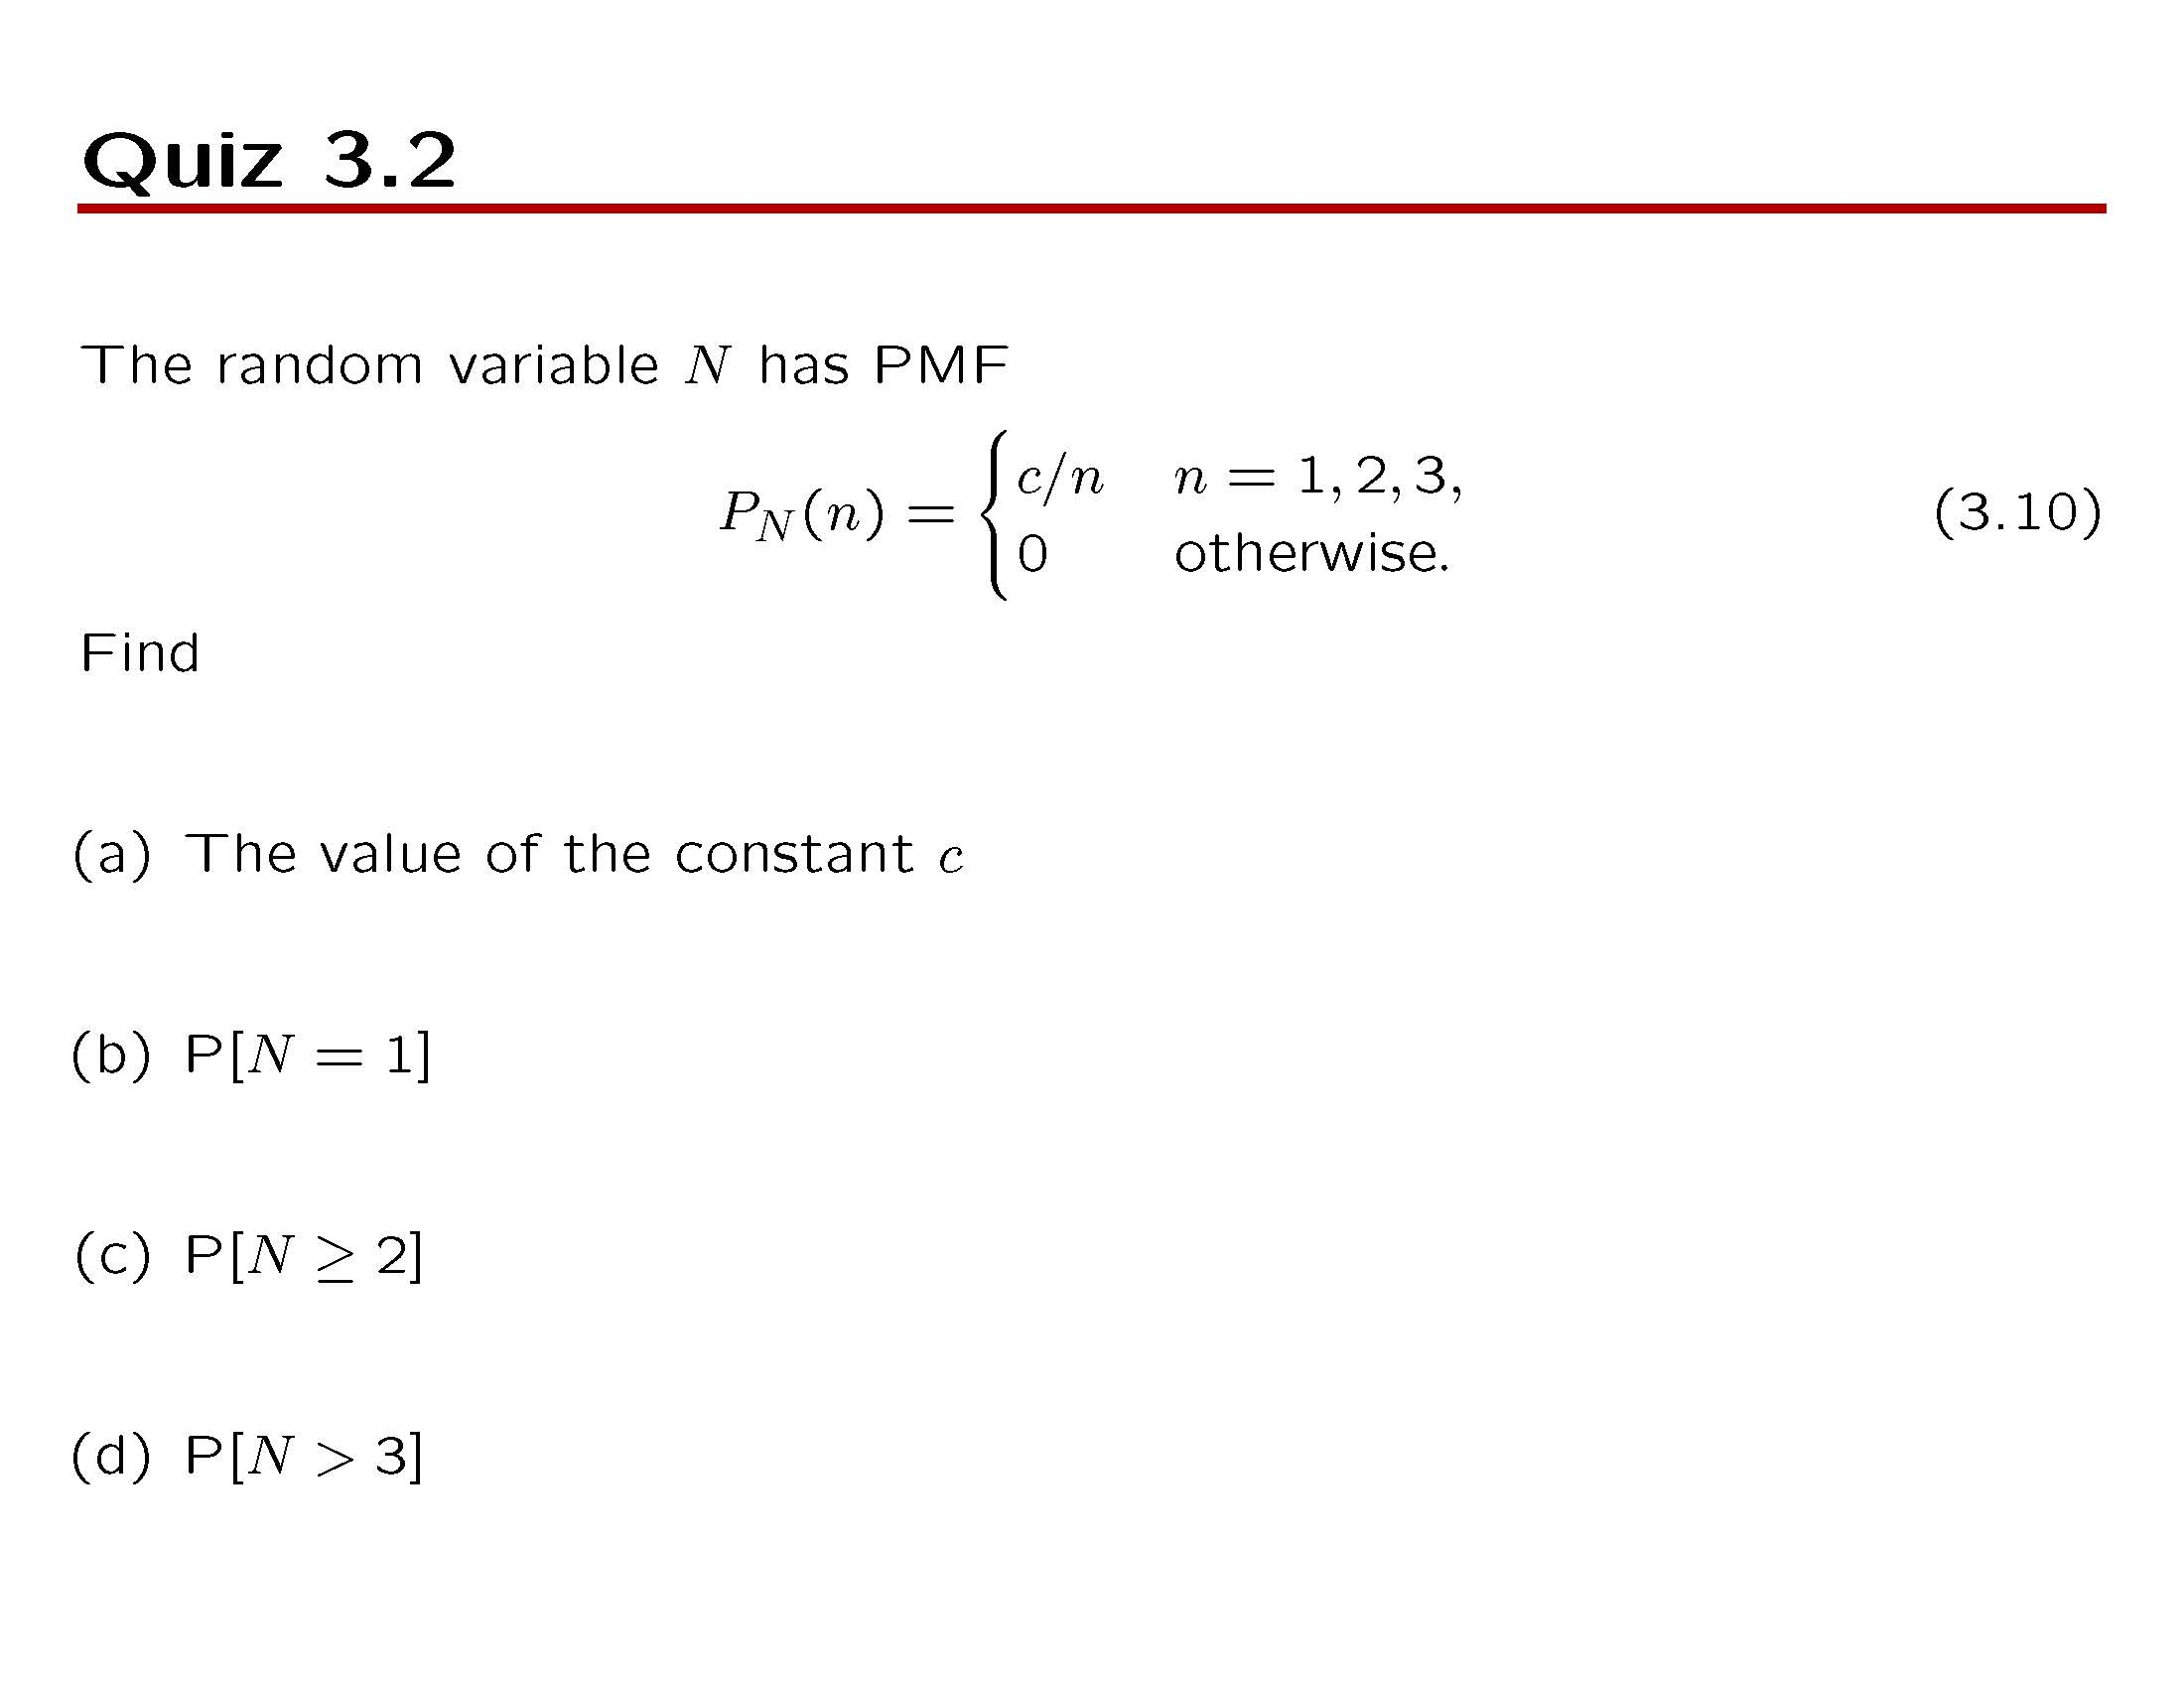 Quiz 3.2
The random variable N has PMF
P_N(n) = { c/n n = 1, 2, 3,
0 otherwise.
(3.10)
Find
(a) The value of the constant c
(b) P[N = 1]
(c) P[N ≥ 2]
(d) P[N > 3]